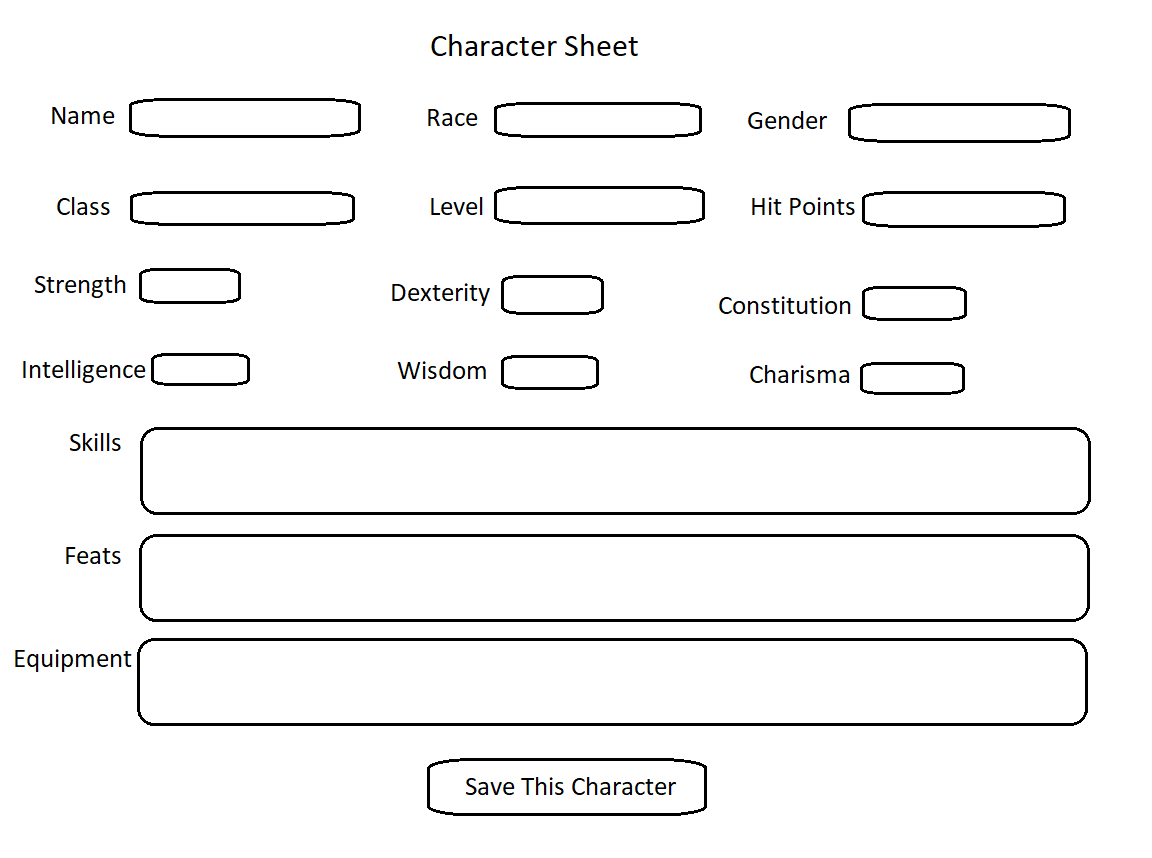 Character Sheet
Name Race Gender
Class Level Hit Points
Strength Dexterity Constitution
Intelligence Wisdom Charisma
Skills
Feats
Equipment
Save This Character